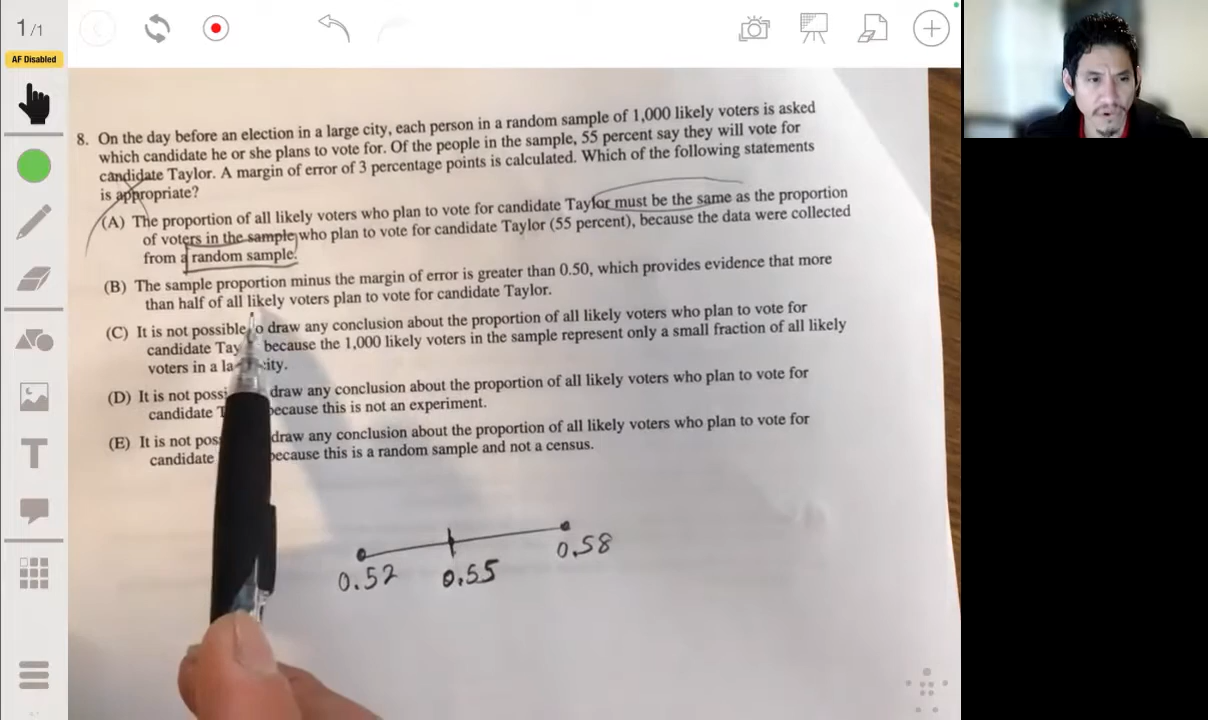 1/1
AF Disabled
8. On the day before an election in a large city, each person in a random sample of 1,000 likely voters is asked
which candidate he or she plans to vote for. Of the people in the sample, 55 percent say they will vote for
candidate Taylor. A margin of error of 3 percentage points is calculated. Which of the following statements
is appropriate?
(A) The proportion of all likely voters who plan to vote for candidate Taylor must be the same as the proportion
of voters in the sample who plan to vote for candidate Taylor (55 percent), because the data were collected
from a random sample.
(B) The sample proportion minus the margin of error is greater than 0.50, which provides evidence that more
than half of all likely voters plan to vote for candidate Taylor.
(C) It is not possible to draw any conclusion about the proportion of all likely voters who plan to vote for
candidate Tay because the 1,000 likely voters in the sample represent only a small fraction of all likely
voters in a la city.
(D) It is not possi draw any conclusion about the proportion of all likely voters who plan to vote for
candidate T because this is not an experiment.
(E) It is not pos draw any conclusion about the proportion of all likely voters who plan to vote for
candidate because this is a random sample and not a census.
0.52 0.55 0.58
T